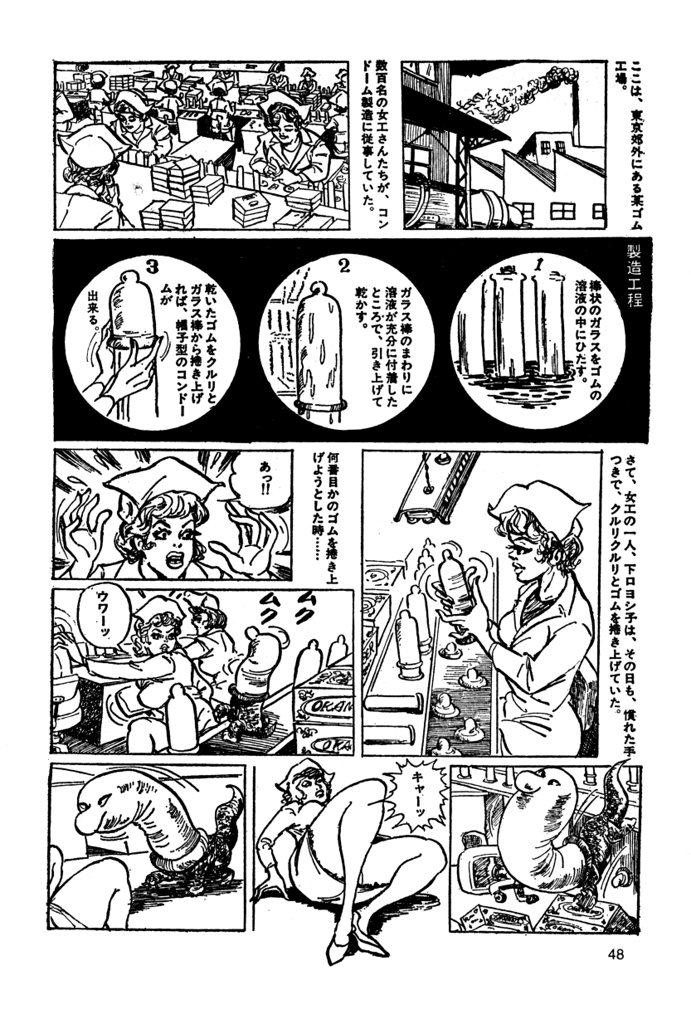 ここは、東京郊外にある某ゴム
工場。
数百名の女工さんたちが、コン
ドーム製造に従事していた。
製造工程
1
棒状のガラスをゴムの
溶液の中にひだす。
2
ガラス棒のまわりに
溶液が充分に付着した
ところで、引き上げて
乾かす。
3
乾いたゴムをクルリと
ガラス棒から捲き上げ
れば、帽子型のコンドー
ムが
出来る。
さて、女工の一人、下ロヨシ子は、その日も、慣れた手
つきで、クルリクルリとゴムを捲き上げていた。
何番目かのゴムを捲き上
げようとした時……
あっ!!
ムクムク
ウワーッ
OKAM
OKA
キャーッ
48